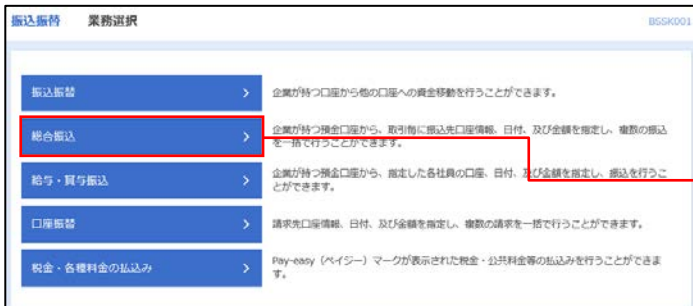 振込振替 業務選択 BSSK001
振込振替 企業が持つ口座から他の口座への資金移動を行うことができます。
総合振込 企業が持つ預金口座から、取引毎に振込先口座情報、日付、及び金額を指定し、複数の振込
を一括で行うことができます。
給与・賞与振込 企業が持つ預金口座から、指定した各社員の口座、日付、及び金額を指定し、振込を行うこ
とができます。
口座振替 請求先口座情報、日付、及び金額を指定し、複数の請求を一括で行うことができます。
税金・各種料金の払込み Pay-easy（ペイジー）マークが表示された税金・公共料金等の払込みを行うことができま
す。